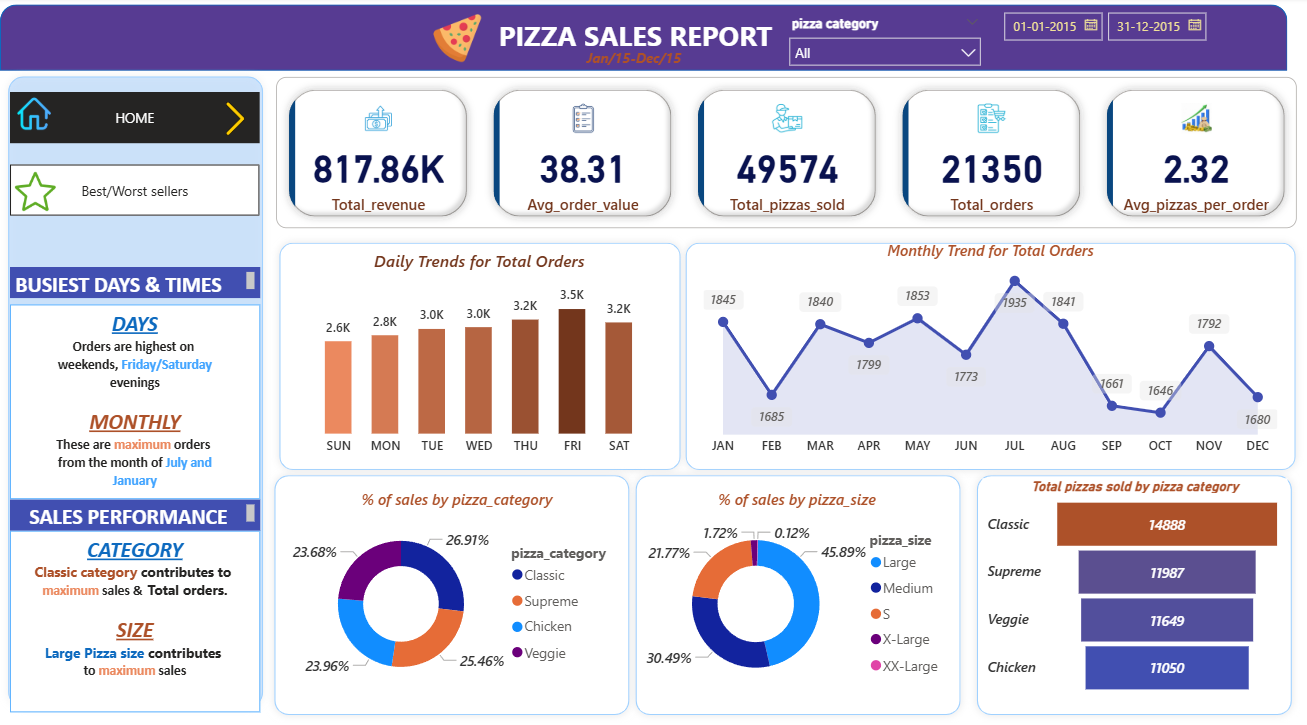 PIZZA SALES REPORT
Jan/15-Dec/15
pizza category
All
01-01-2015
31-12-2015
HOME
Best/Worst sellers
BUSIEST DAYS & TIMES
DAYS
Orders are highest on
weekends, Friday/Saturday
evenings
MONTHLY
These are maximum orders
from the month of July and
January
SALES PERFORMANCE
CATEGORY
Classic category contributes to
maximum sales & Total orders.
SIZE
Large Pizza size contributes
to maximum sales
817.86K
Total_revenue
38.31
Avg_order_value
49574
Total_pizzas_sold
21350
Total_orders
2.32
Avg_pizzas_per_order
Daily Trends for Total Orders
2.6K
2.8K
3.0K
3.0K
3.2K
3.5K
3.2K
SUN MON TUE WED THU FRI SAT
Monthly Trend for Total Orders
1845
1685
1840
1799
1853
1773
1935
1841
1661
1646
1792
1680
JAN FEB MAR APR MAY JUN JUL AUG SEP OCT NOV DEC
% of sales by pizza_category
26.91%
25.46%
23.96%
23.68%
pizza_category
Classic
Supreme
Chicken
Veggie
% of sales by pizza_size
45.89%
30.49%
21.77%
1.72%
0.12%
pizza_size
Large
Medium
S
X-Large
XX-Large
Total pizzas sold by pizza category
Classic 14888
Supreme 11987
Veggie 11649
Chicken 11050